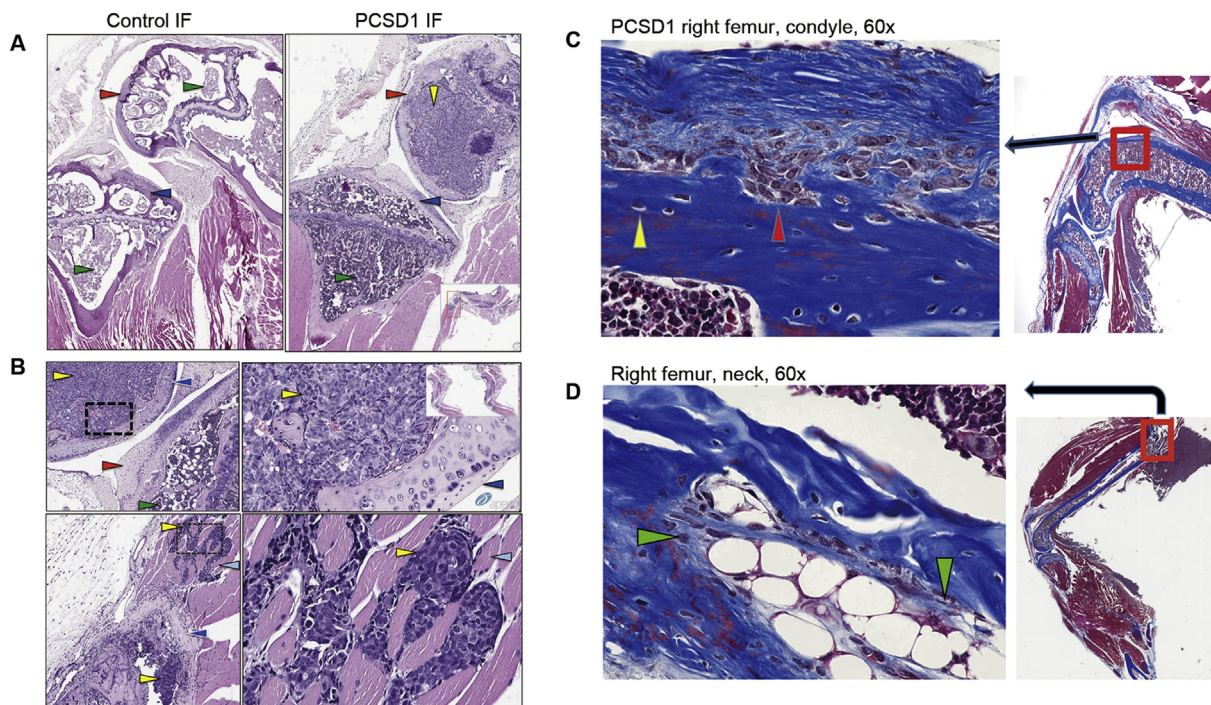 Control IF
PCSD1 IF
A
B
PCSD1 right femur, condyle, 60x
C
Right femur, neck, 60x
D